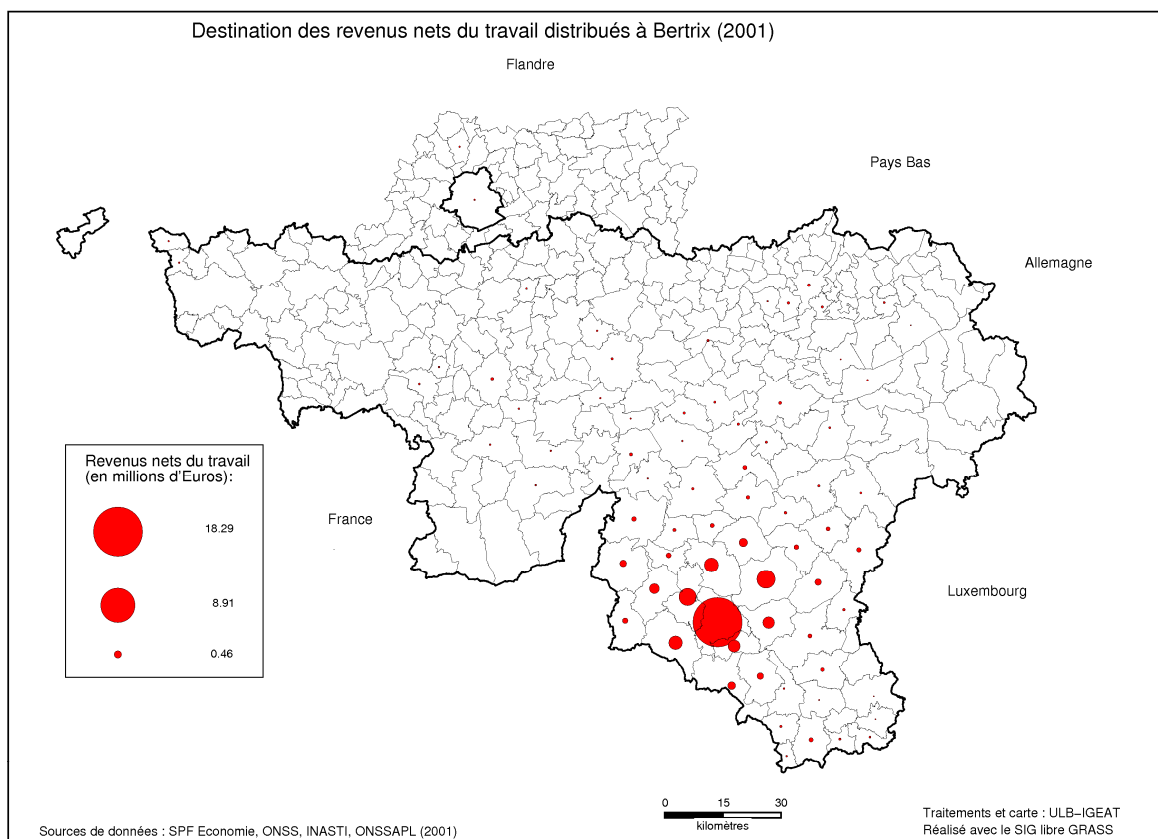 Destination des revenus nets du travail distribués à Bertrix (2001)
Flandre
Pays Bas
Allemagne
Revenus nets du travail
(en millions d'Euros):
18.29
8.91
0.46
France
Luxembourg
0 15 30
kilomètres
Sources de données : SPF Economie, ONSS, INASTI, ONSSAPL (2001)
Traitements et carte : ULB-IGEAT
Réalisé avec le SIG libre GRASS